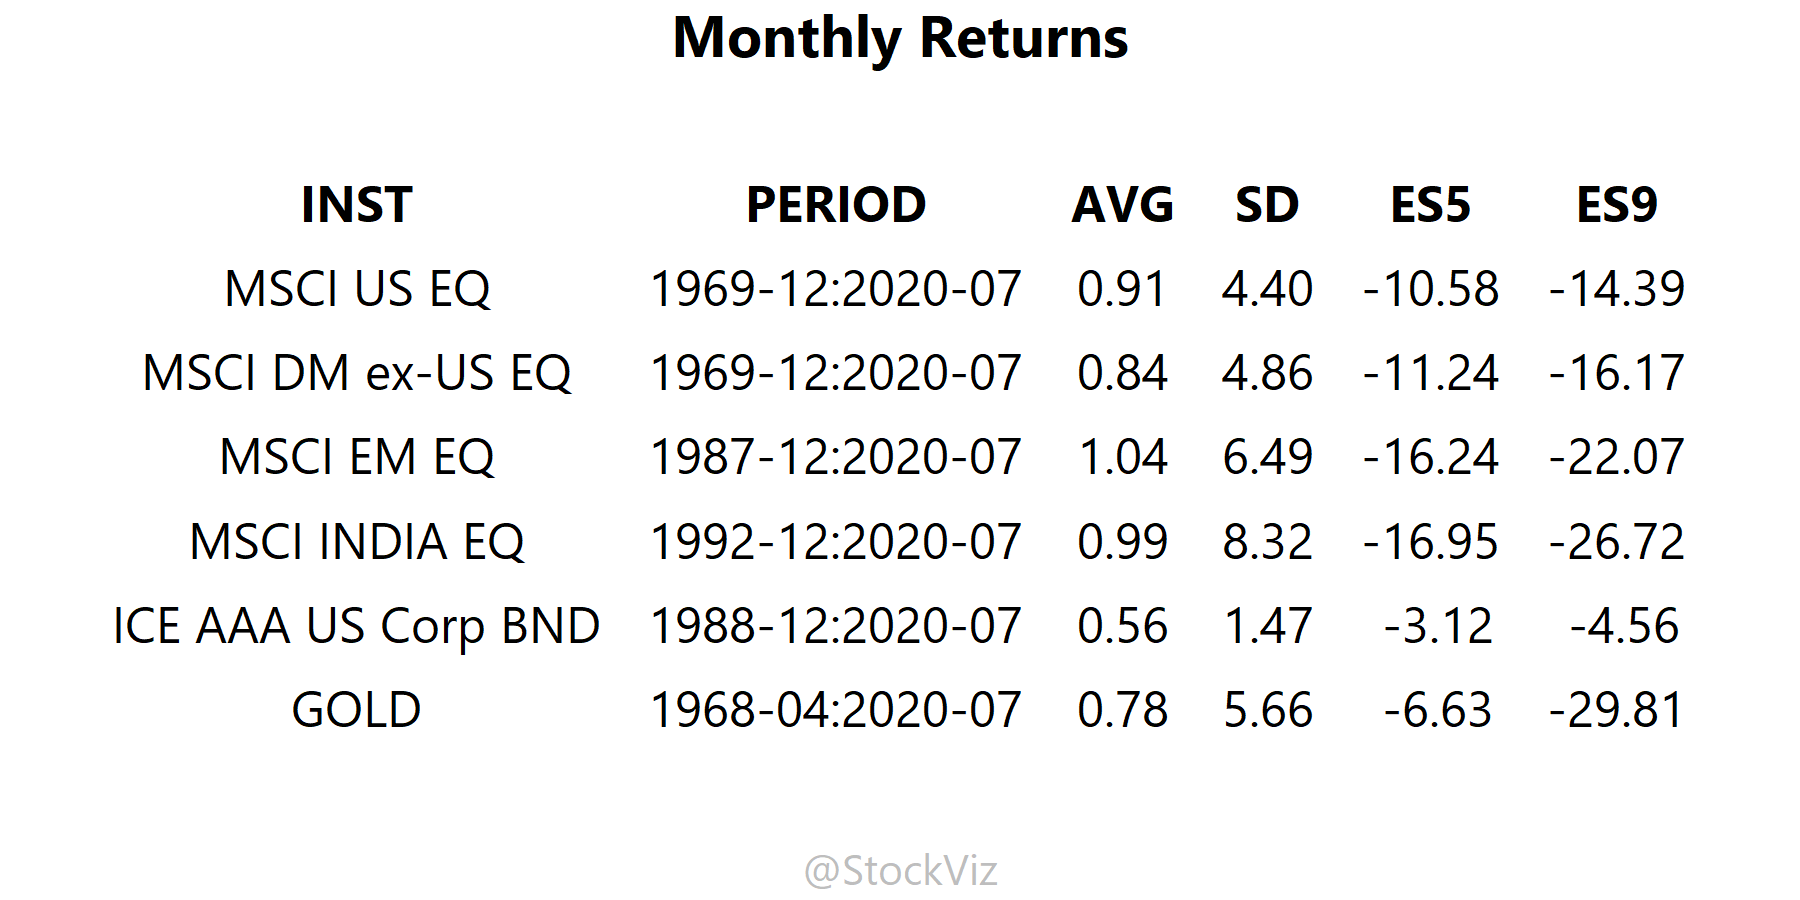 Monthly Returns
INST PERIOD AVG SD ES5 ES9
MSCI US EQ 1969-12:2020-07 0.91 4.40 -10.58 -14.39
MSCI DM ex-US EQ 1969-12:2020-07 0.84 4.86 -11.24 -16.17
MSCI EM EQ 1987-12:2020-07 1.04 6.49 -16.24 -22.07
MSCI INDIA EQ 1992-12:2020-07 0.99 8.32 -16.95 -26.72
ICE AAA US Corp BND 1988-12:2020-07 0.56 1.47 -3.12 -4.56
GOLD 1968-04:2020-07 0.78 5.66 -6.63 -29.81
@StockViz